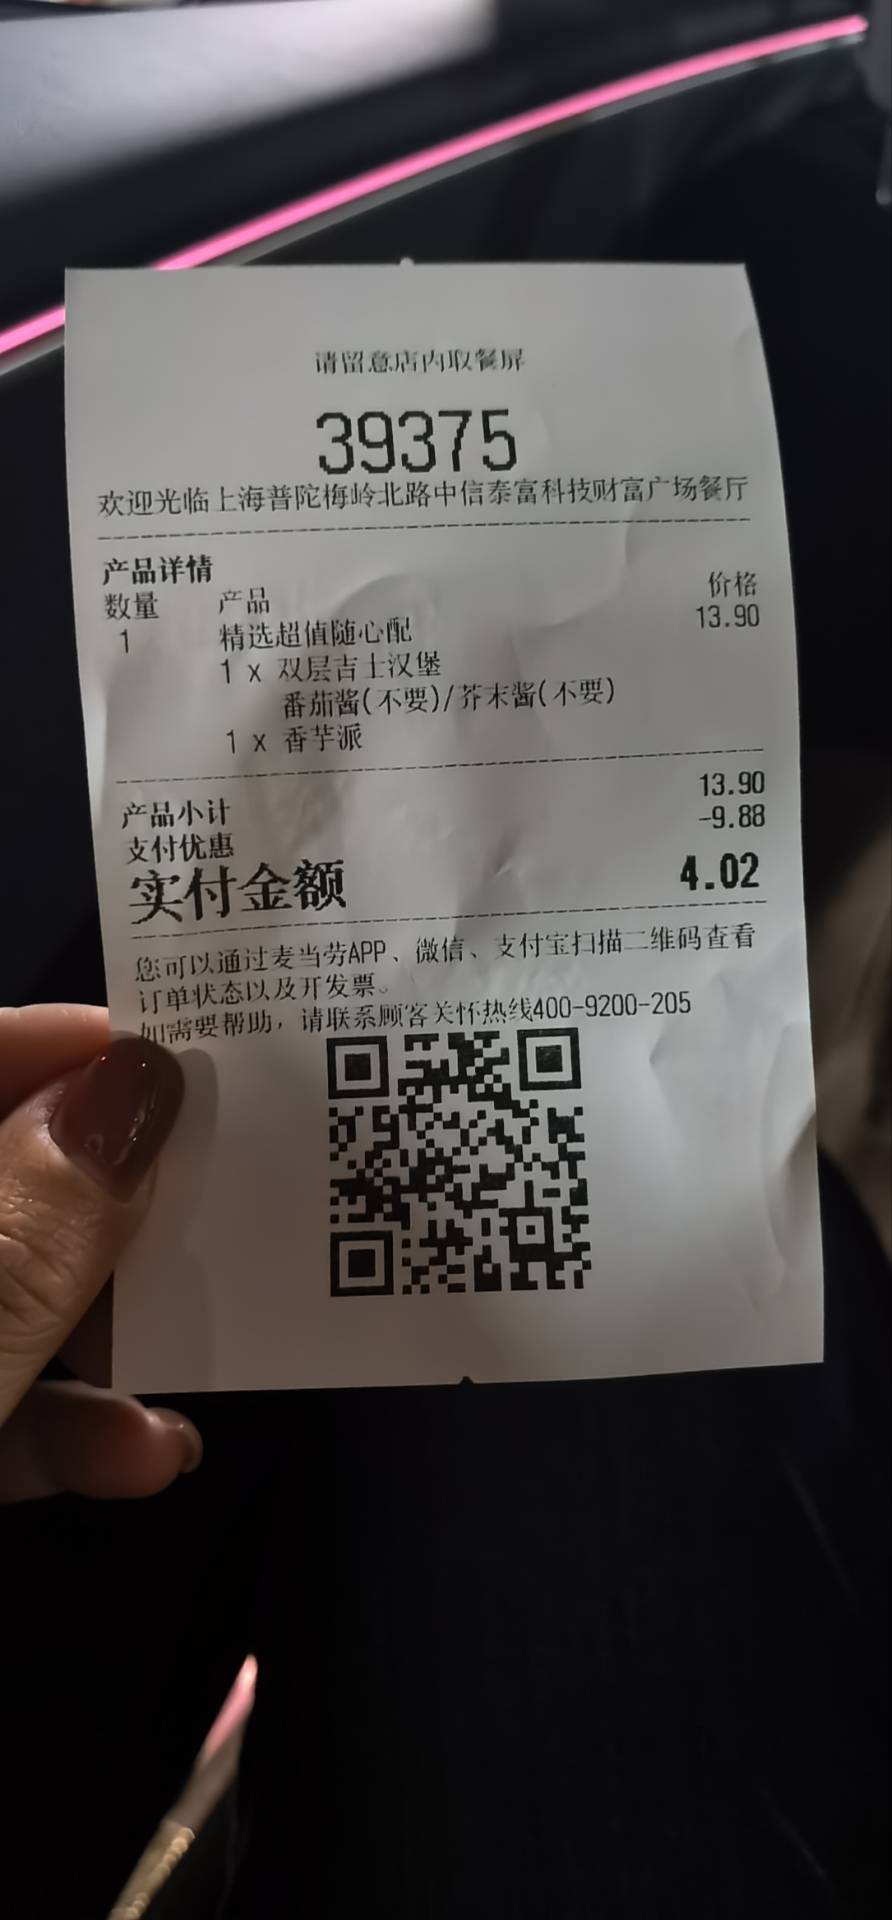 请留意店内取餐屏
39375
欢迎光临上海普陀梅岭北路中信泰富科技财富广场餐厅
产品详情
数量 产品 价格
1 精选超值随心配 13.90
1 x 双层吉士汉堡
番茄酱(不要)/芥末酱(不要)
1 x 香芋派
产品小计 13.90
支付优惠 -9.88
实付金额 4.02
您可以通过麦当劳APP、微信、支付宝扫描二维码查看
订单状态以及开发票。
如需要帮助，请联系顾客关怀热线400-9200-205